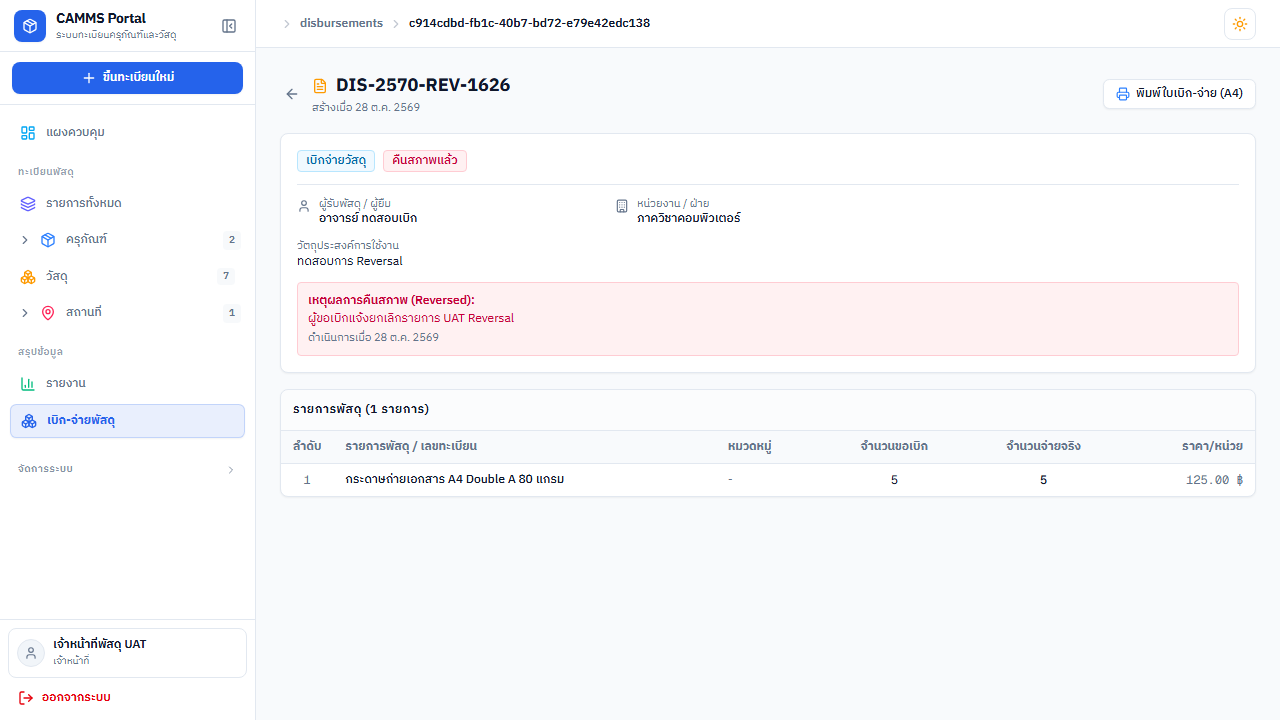 CAMMS Portal
ระบบทะเบียนครุภัณฑ์และวัสดุ
ขึ้นทะเบียนใหม่
แผงควบคุม
ทะเบียนพัสดุ
รายการทั้งหมด
ครุภัณฑ์ 2
วัสดุ 7
สถานที่ 1
สรุปข้อมูล
รายงาน
เบิก-จ่ายพัสดุ
จัดการระบบ
เจ้าหน้าที่พัสดุ UAT
เจ้าหน้าที่
ออกจากระบบ
disbursements c914cdbd-fb1c-40b7-bd72-e79e42edc138
DIS-2570-REV-1626
สร้างเมื่อ 28 ต.ค. 2569
พิมพ์ใบเบิก-จ่าย (A4)
เบิกจ่ายวัสดุ คืนสภาพแล้ว
ผู้รับพัสดุ / ผู้ยืม
อาจารย์ ทดสอบเบิก
หน่วยงาน / ฝ่าย
ภาควิชาคอมพิวเตอร์
วัตถุประสงค์การใช้งาน
ทดสอบการ Reversal
เหตุผลการคืนสภาพ (Reversed):
ผู้ขอเบิกแจ้งยกเลิกรายการ UAT Reversal
ดำเนินการเมื่อ 28 ต.ค. 2569
รายการพัสดุ (1 รายการ)
ลำดับ รายการพัสดุ / เลขทะเบียน หมวดหมู่ จำนวนขอเบิก จำนวนจ่ายจริง ราคา/หน่วย
1 กระดาษถ่ายเอกสาร A4 Double A 80 แกรม - 5 5 125.00 ฿